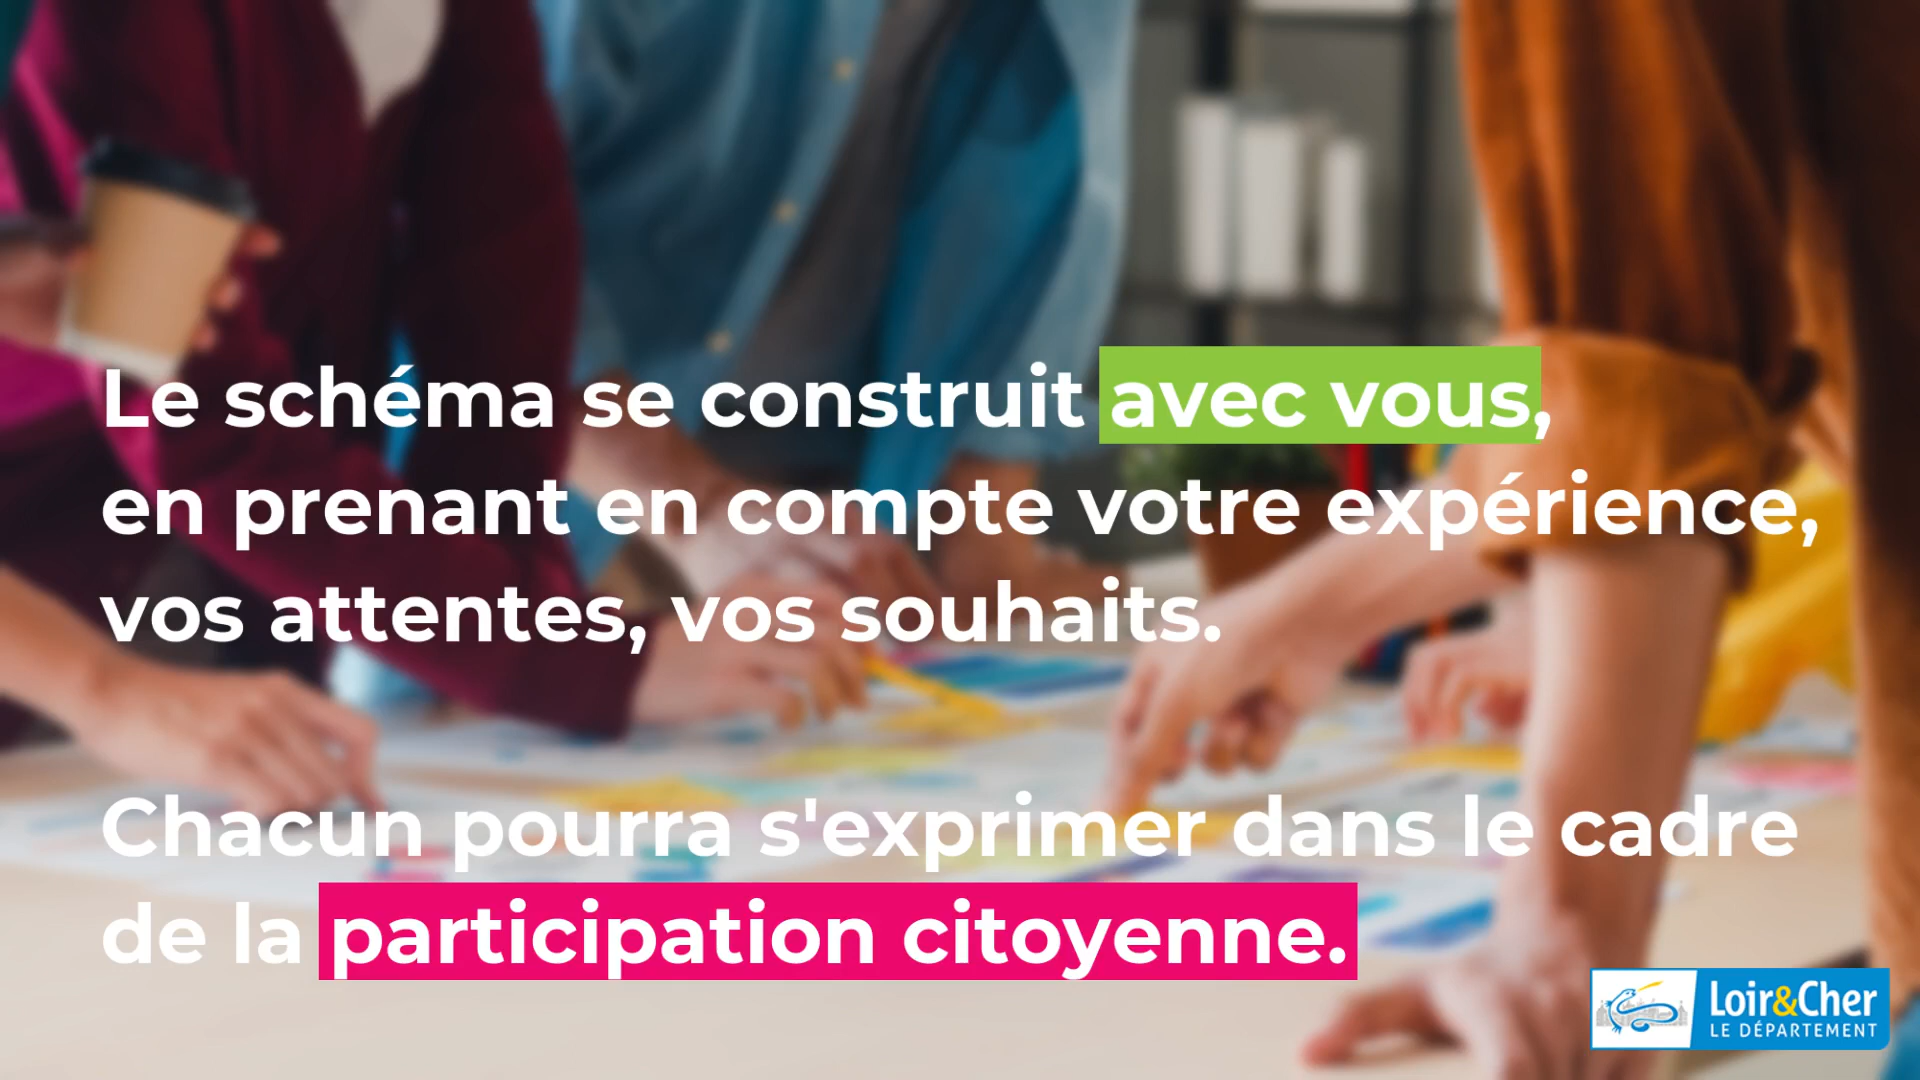 Le schéma se construit avec vous,
en prenant en compte votre expérience,
vos attentes, vos souhaits.
Chacun pourra s'exprimer dans le cadre
de la participation citoyenne.
Loir&Cher
LE DÉPARTEMENT